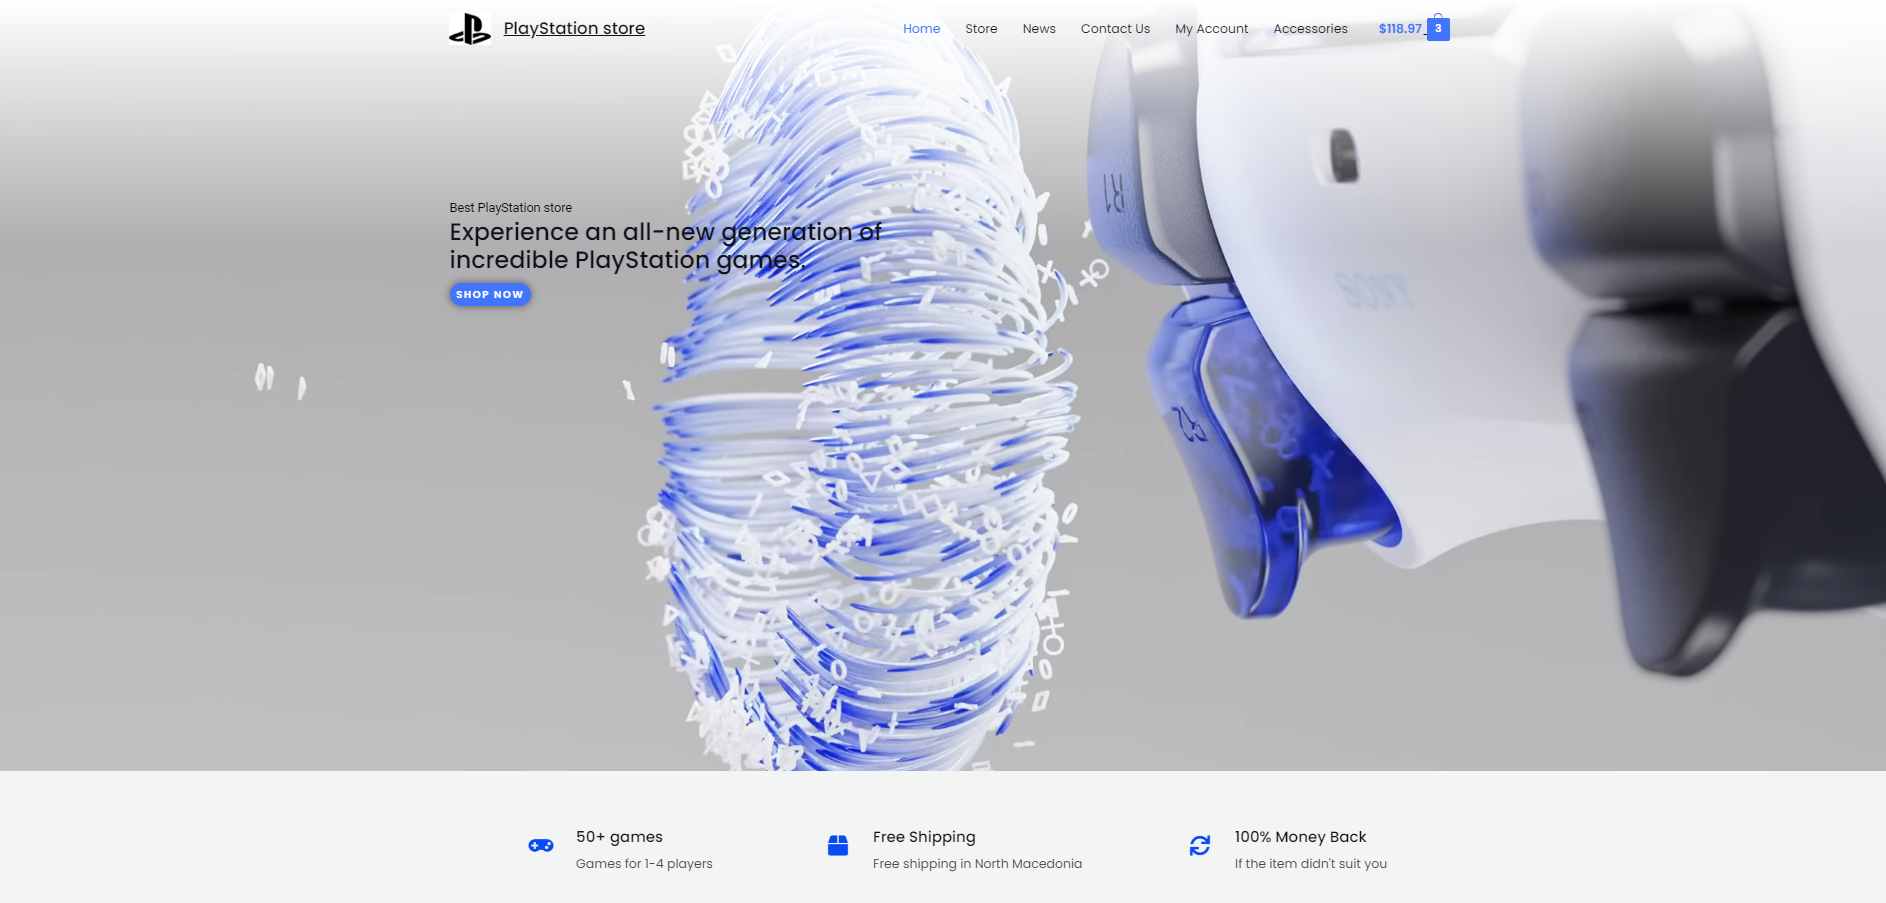 PlayStation store
Home Store News Contact Us My Account Accessories $118.97 3
Best PlayStation store
Experience an all-new generation of
incredible PlayStation games.
SHOP NOW
R1
SONY
R2
50+ games
Games for 1-4 players
Free Shipping
Free shipping in North Macedonia
100% Money Back
If the item didn't suit you